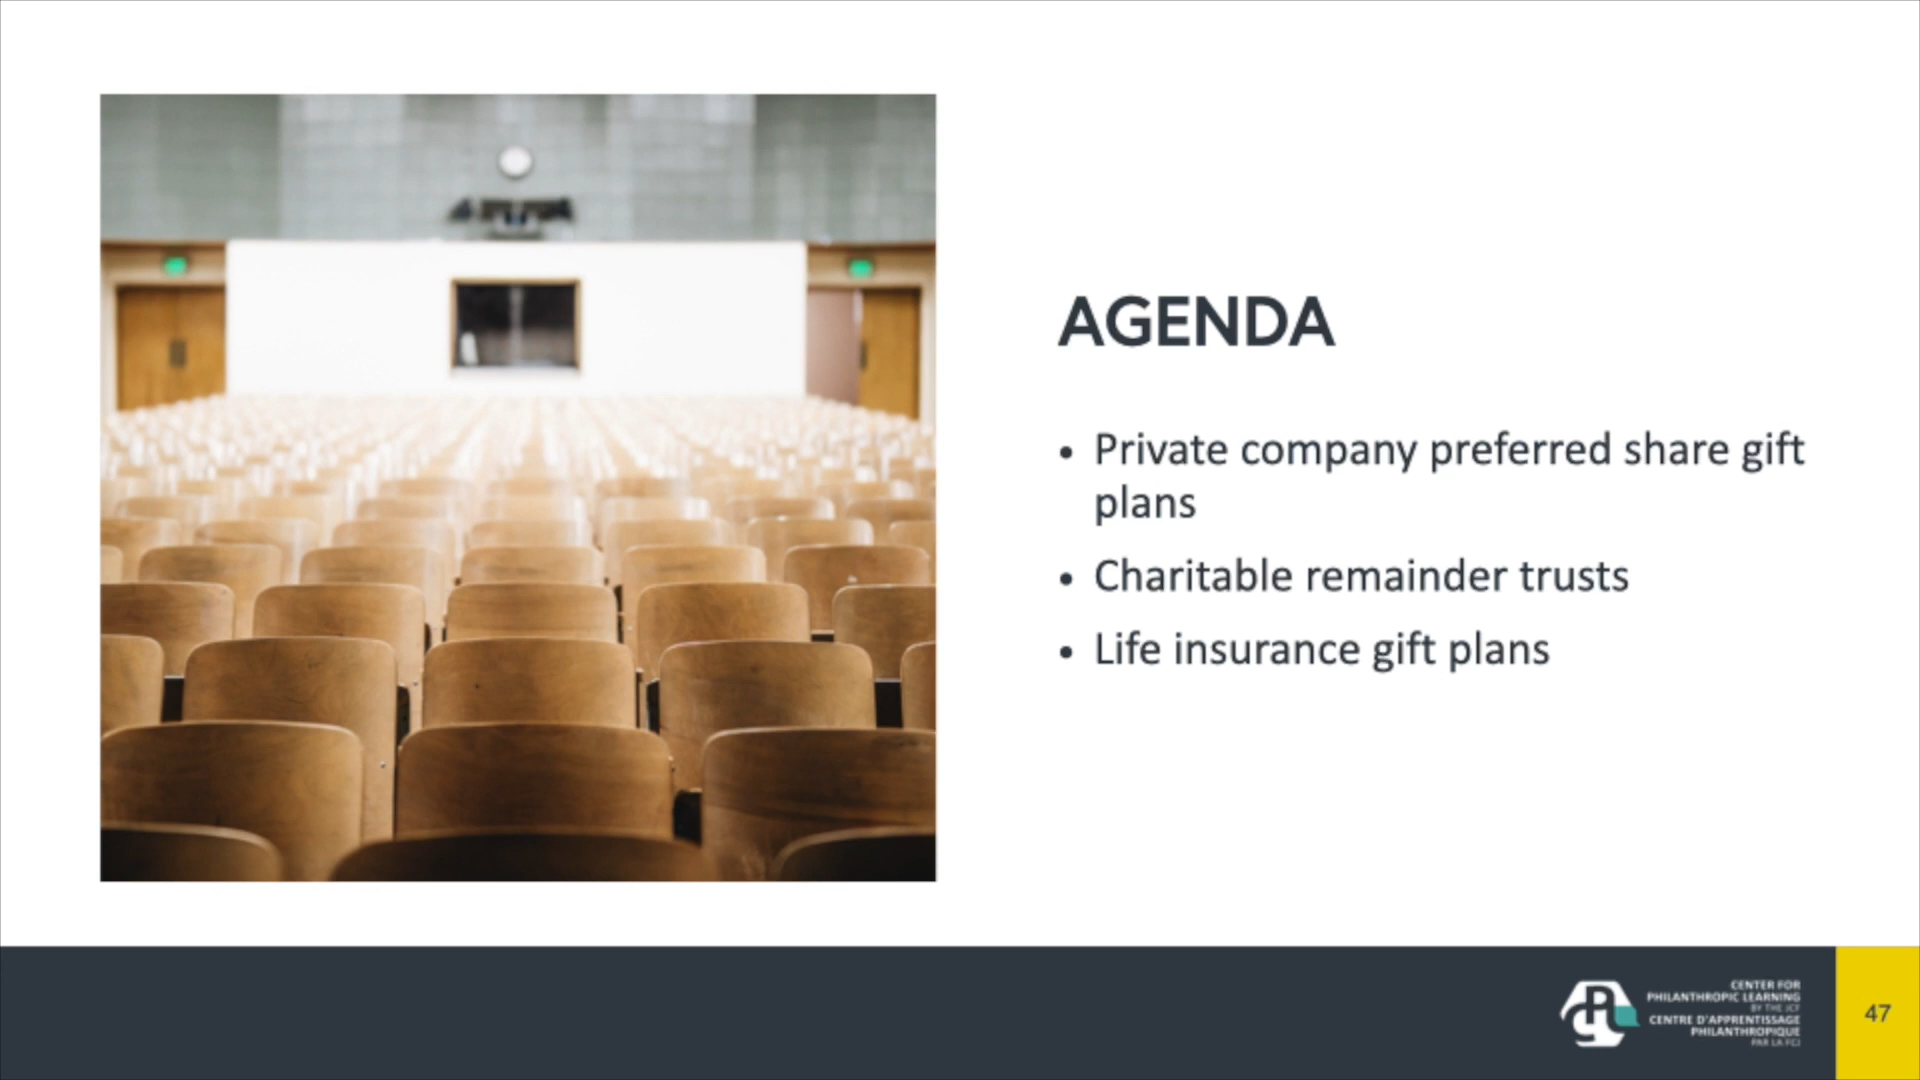 AGENDA
• Private company preferred share gift
plans
• Charitable remainder trusts
• Life insurance gift plans
CENTER FOR
PHILANTHROPIC LEARNING
BY THE JCF
CENTRE D'APPRENTISSAGE
PHILANTHROPIQUE
PAR LA FCJ
47